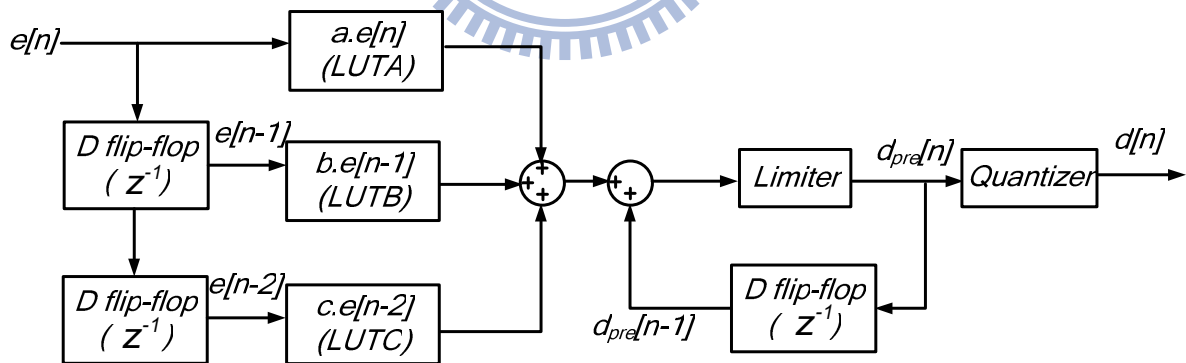 e[n]
a.e[n]
(LUTA)
D flip-flop
( z⁻¹)
e[n-1]
b.e[n-1]
(LUTB)
D flip-flop
( z⁻¹)
e[n-2]
c.e[n-2]
(LUTC)
+
+
+
+
+
Limiter
dpre[n]
Quantizer
d[n]
dpre[n-1]
D flip-flop
( z⁻¹)